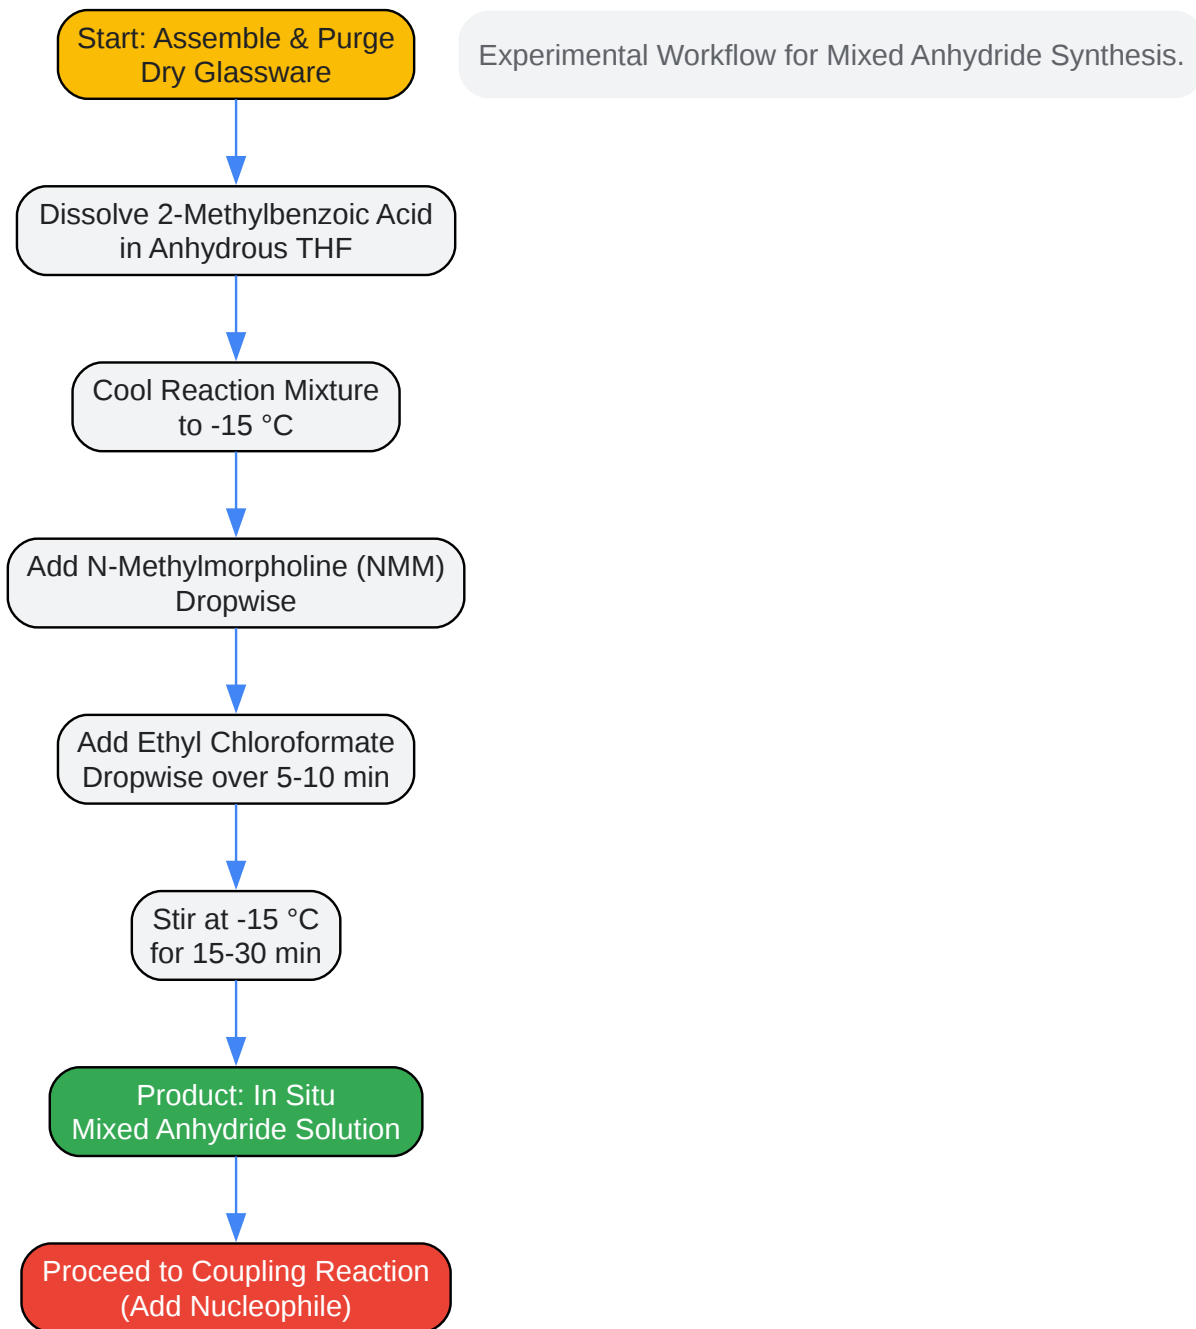 Start: Assemble & Purge
Dry Glassware
Experimental Workflow for Mixed Anhydride Synthesis.
Dissolve 2-Methylbenzoic Acid
in Anhydrous THF
Cool Reaction Mixture
to -15 °C
Add N-Methylmorpholine (NMM)
Dropwise
Add Ethyl Chloroformate
Dropwise over 5-10 min
Stir at -15 °C
for 15-30 min
Product: In Situ
Mixed Anhydride Solution
Proceed to Coupling Reaction
(Add Nucleophile)